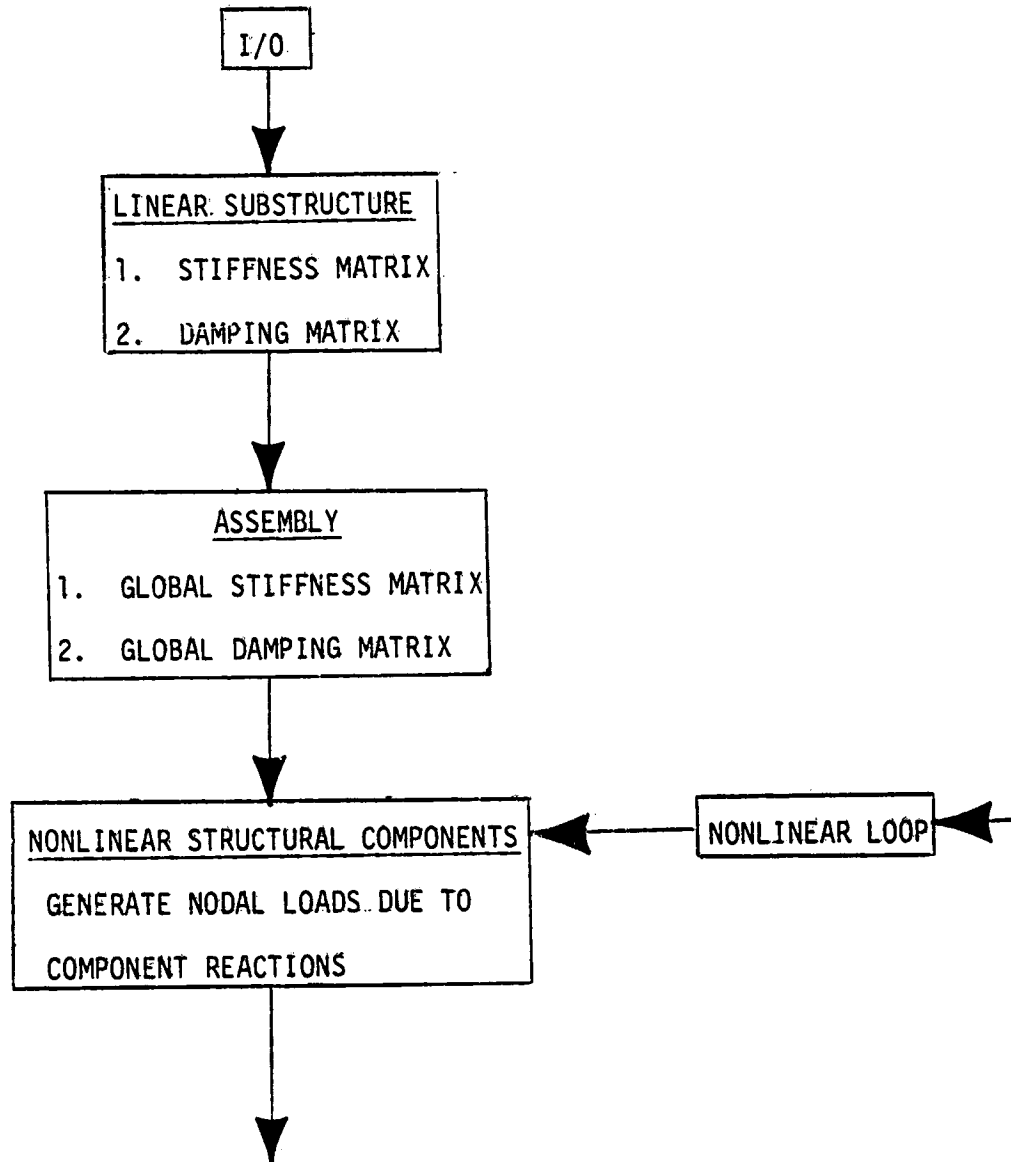 I/O
LINEAR SUBSTRUCTURE
1. STIFFNESS MATRIX
2. DAMPING MATRIX
ASSEMBLY
1. GLOBAL STIFFNESS MATRIX
2. GLOBAL DAMPING MATRIX
NONLINEAR STRUCTURAL COMPONENTS
GENERATE NODAL LOADS DUE TO
COMPONENT REACTIONS
NONLINEAR LOOP